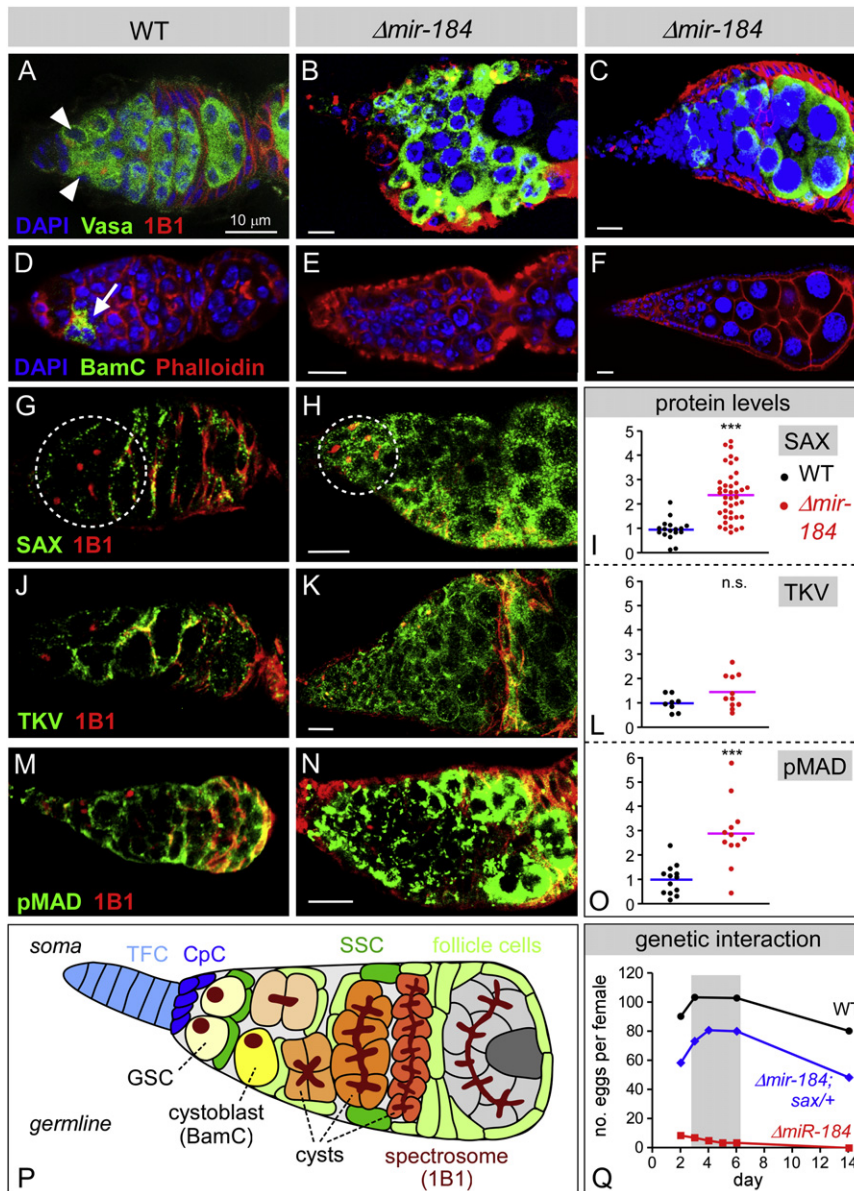 WT
Δmir-184
Δmir-184
A
B
C
DAPI Vasa 1B1
10 μm
D
E
F
DAPI BamC Phalloidin
G
H
SAX 1B1
protein levels
5
4
3
2
1
0
***
SAX
WT
Δmir-
184
I
J
K
TKV 1B1
6
5
4
3
2
1
0
n.s.
TKV
L
M
N
pMAD 1B1
6
5
4
3
2
1
0
***
pMAD
O
soma
TFC
CpC
SSC
follicle cells
GSC
cystoblast
(BamC)
cysts
germline
spectrosome
(1B1)
P
genetic interaction
no. eggs per female
120
100
80
60
40
20
0
WT
Δmir-184;
sax/+
ΔmiR-184
0 2 4 6 8 10 12 14
day
Q